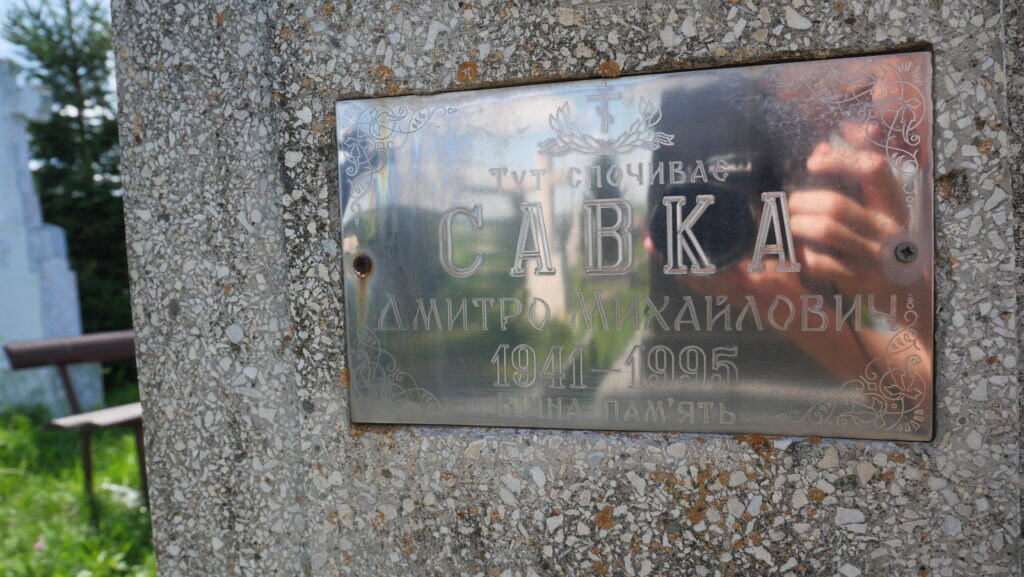 ТУТ СПОЧИВАЄ
САВКА
ДМИТРО МИХАЙЛОВИЧ
1941-1995
ВІЧНА ПАМ'ЯТЬ